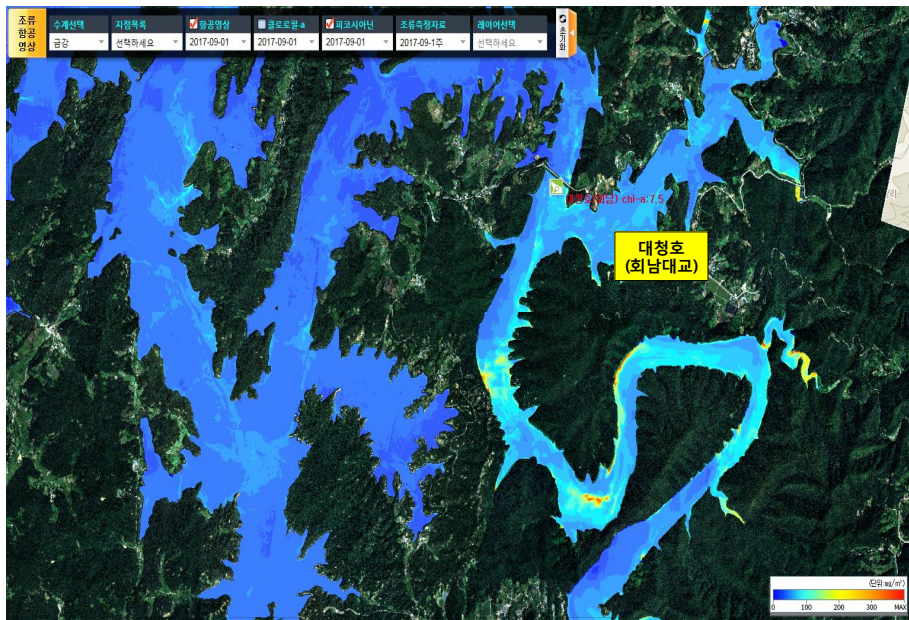 조류
항공
영상
수계선택
금강
지점목록
선택하세요
항공영상
2017-09-01
클로로필-a
2017-09-01
피코시아닌
2017-09-01
조류측정자료
2017-09-1주
레이어선택
선택하세요
초기화
(회남) chl-a:7.5
대청호
(회남대교)
리
(단위:mg/m³)
0 100 200 300 MAX